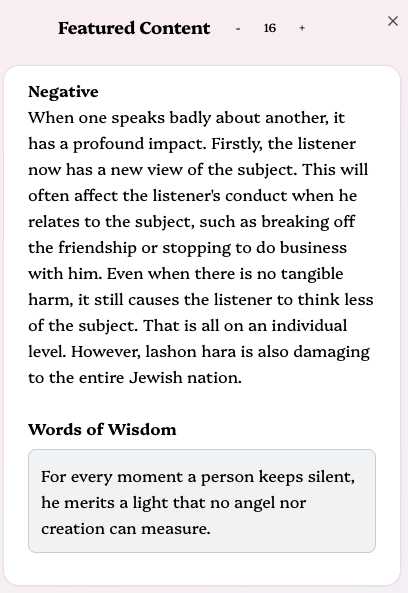 Featured Content - 16 + ×
Negative
When one speaks badly about another, it
has a profound impact. Firstly, the listener
now has a new view of the subject. This will
often affect the listener's conduct when he
relates to the subject, such as breaking off
the friendship or stopping to do business
with him. Even when there is no tangible
harm, it still causes the listener to think less
of the subject. That is all on an individual
level. However, lashon hara is also damaging
to the entire Jewish nation.
Words of Wisdom
For every moment a person keeps silent,
he merits a light that no angel nor
creation can measure.